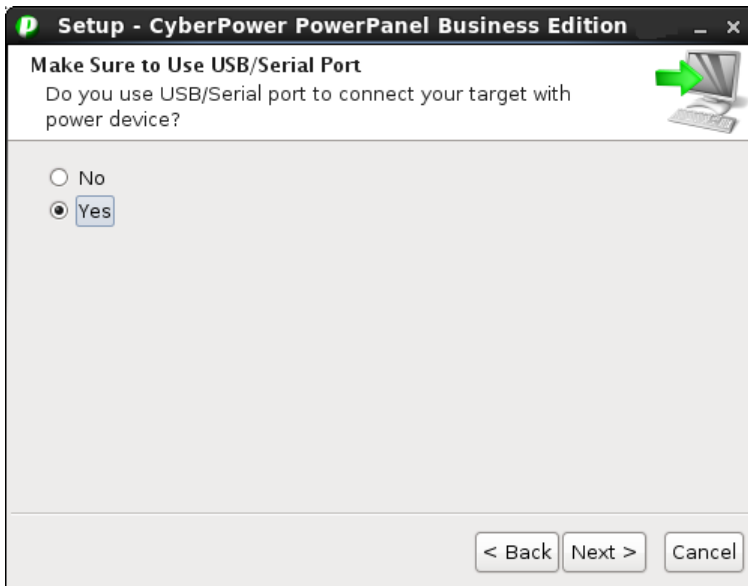 Setup - CyberPower PowerPanel Business Edition
Make Sure to Use USB/Serial Port
Do you use USB/Serial port to connect your target with
power device?
No
Yes
< Back Next > Cancel